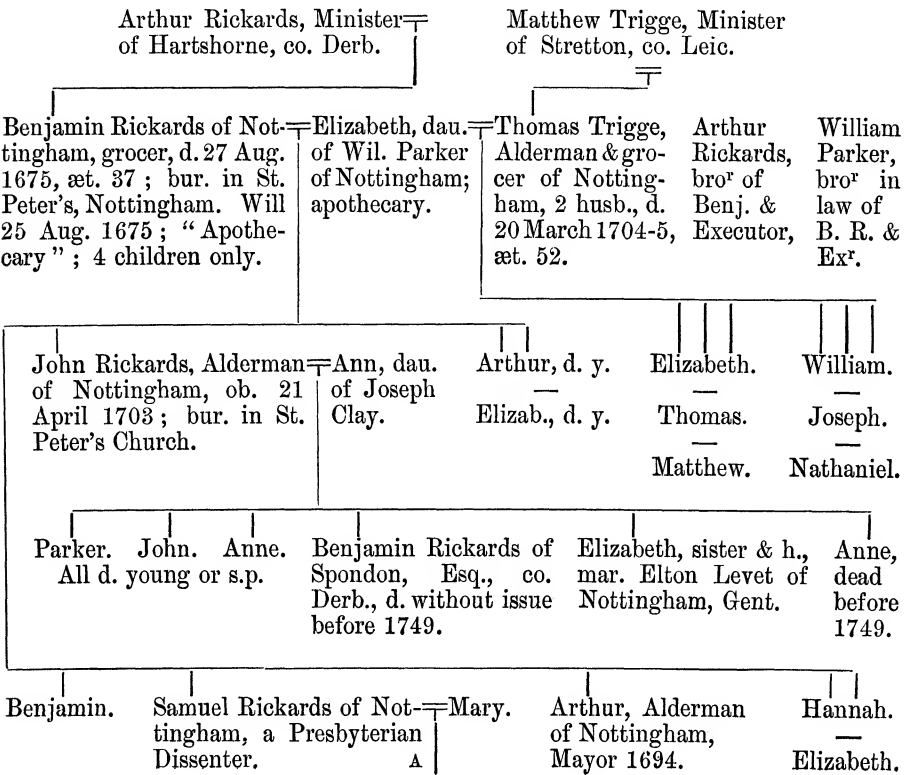 Arthur Rickards, Minister
of Hartshorne, co. Derb.
Matthew Trigge, Minister
of Stretton, co. Leic.
Benjamin Rickards of Not-
tingham, grocer, d. 27 Aug.
1675, æt. 37 ; bur. in St.
Peter's, Nottingham. Will
25 Aug. 1675 ; " Apothe-
cary " ; 4 children only.
Elizabeth, dau.
of Wil. Parker
of Nottingham;
apothecary.
Thomas Trigge,
Alderman & gro-
cer of Notting-
ham, 2 husb., d.
20 March 1704-5,
æt. 52.
Arthur
Rickards,
broʳ of
Benj. &
Executor,
William
Parker,
broʳ in
law of
B. R. &
Exʳ.
John Rickards, Alderman
of Nottingham, ob. 21
April 1703 ; bur. in St.
Peter's Church.
Ann, dau.
of Joseph
Clay.
Arthur, d. y.
—
Elizab., d. y.
Elizabeth.
—
Thomas.
—
Matthew.
William.
—
Joseph.
—
Nathaniel.
Parker. John. Anne.
All d. young or s.p.
Benjamin Rickards of
Spondon, Esq., co.
Derb., d. without issue
before 1749.
Elizabeth, sister & h.,
mar. Elton Levet of
Nottingham, Gent.
Anne,
dead
before
1749.
Benjamin.
Samuel Rickards of Not-
tingham, a Presbyterian
Dissenter.
Mary.
A
Arthur, Alderman
of Nottingham,
Mayor 1694.
Hannah.
—
Elizabeth.